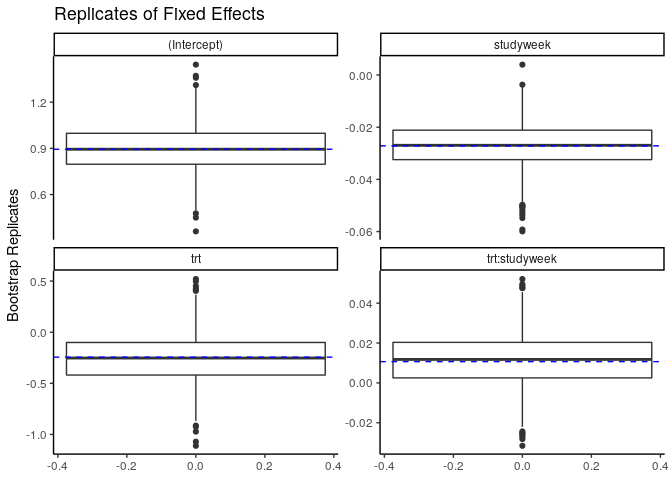 Replicates of Fixed Effects
(Intercept)
studyweek
1.2
0.9
0.6
0.00
-0.02
-0.04
-0.06
Bootstrap Replicates
trt
trt:studyweek
0.5
0.0
-0.5
-1.0
0.04
0.02
0.00
-0.02
-0.4 -0.2 0.0 0.2 0.4
-0.4 -0.2 0.0 0.2 0.4